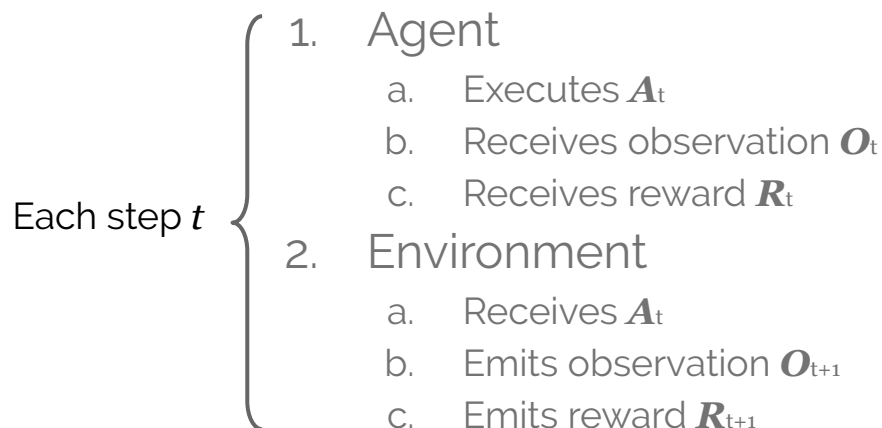 1. Agent
a. Executes Aₜ
b. Receives observation Oₜ
c. Receives reward Rₜ
Each step t
2. Environment
a. Receives Aₜ
b. Emits observation Oₜ₊₁
c. Emits reward Rₜ₊₁